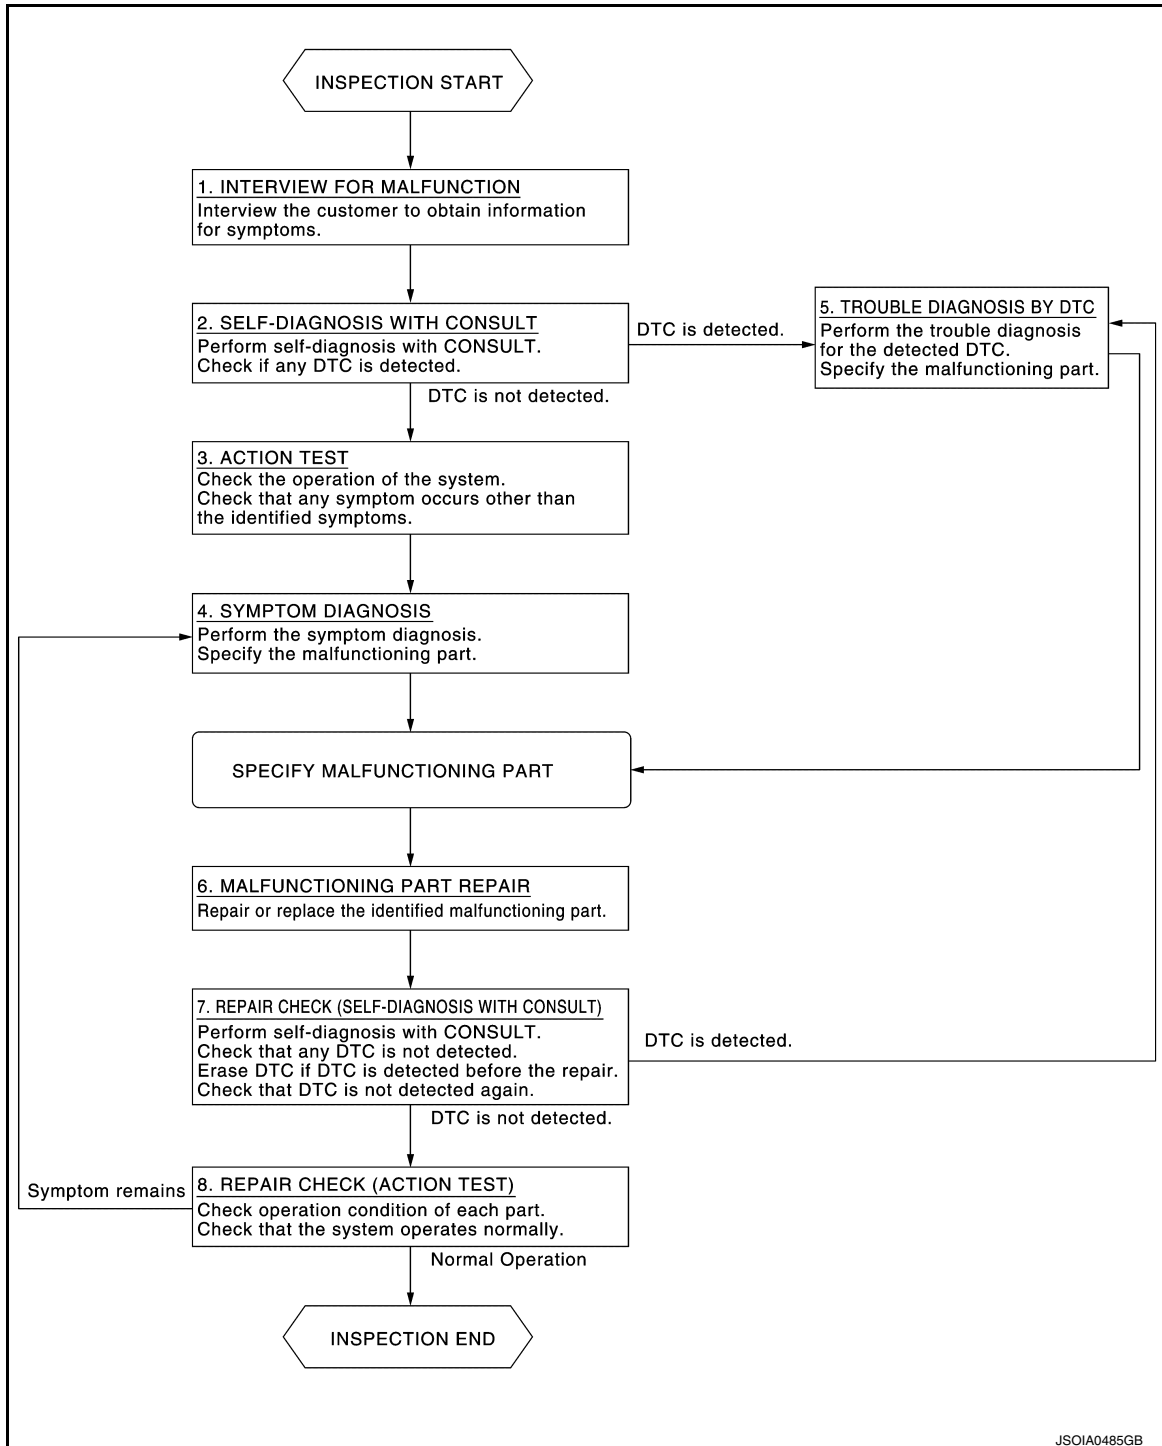 INSPECTION START
1. INTERVIEW FOR MALFUNCTION
Interview the customer to obtain information
for symptoms.
2. SELF-DIAGNOSIS WITH CONSULT
Perform self-diagnosis with CONSULT.
Check if any DTC is detected.
DTC is detected.
5. TROUBLE DIAGNOSIS BY DTC
Perform the trouble diagnosis
for the detected DTC.
Specify the malfunctioning part.
DTC is not detected.
3. ACTION TEST
Check the operation of the system.
Check that any symptom occurs other than
the identified symptoms.
4. SYMPTOM DIAGNOSIS
Perform the symptom diagnosis.
Specify the malfunctioning part.
SPECIFY MALFUNCTIONING PART
6. MALFUNCTIONING PART REPAIR
Repair or replace the identified malfunctioning part.
7. REPAIR CHECK (SELF-DIAGNOSIS WITH CONSULT)
Perform self-diagnosis with CONSULT.
Check that any DTC is not detected.
Erase DTC if DTC is detected before the repair.
Check that DTC is not detected again.
DTC is detected.
DTC is not detected.
Symptom remains
8. REPAIR CHECK (ACTION TEST)
Check operation condition of each part.
Check that the system operates normally.
Normal Operation
INSPECTION END
JSOIA0485GB